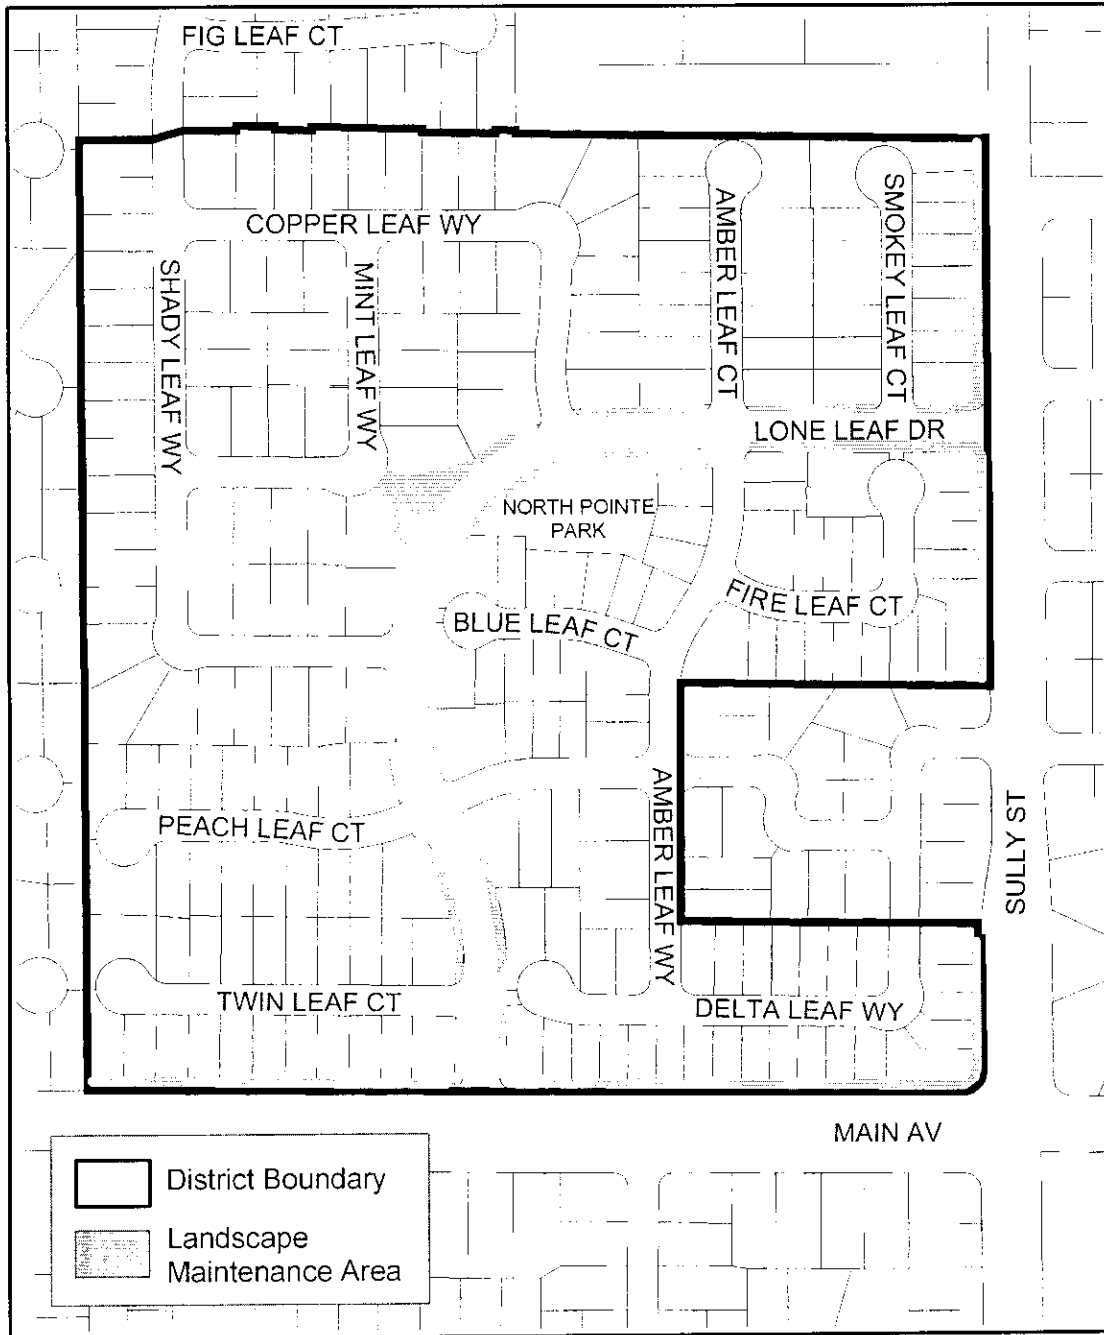 FIG LEAF CT
COPPER LEAF WY
SHADY LEAF WY
MINT LEAF WY
AMBER LEAF CT
SMOKEY LEAF CT
LONE LEAF DR
NORTH POINTE
PARK
BLUE LEAF CT
FIRE LEAF CT
PEACH LEAF CT
AMBER LEAF WY
SULLY ST
TWIN LEAF CT
DELTA LEAF WY
MAIN AV
District Boundary
Landscape
Maintenance Area